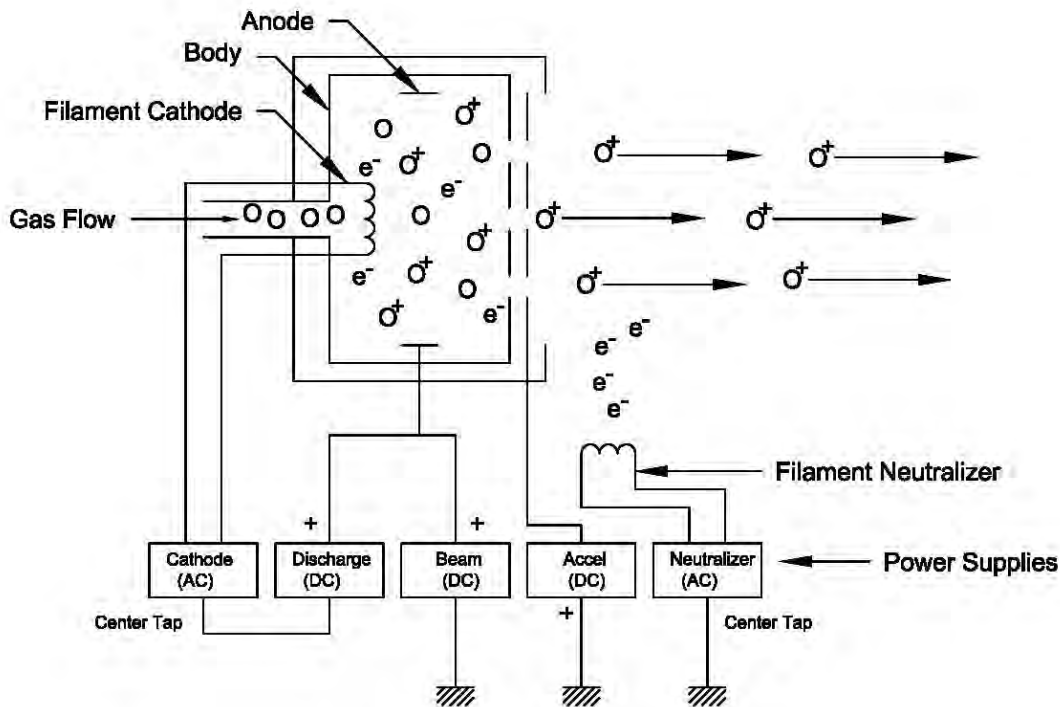 Anode
Body
Filament Cathode
Gas Flow
O
O
O
O
O
O⁺
O
O⁺
e⁻
e⁻
O
O⁺
e⁻
O⁺
O
O⁺
e⁻
O⁺
O⁺
O⁺
O⁺
O⁺
O⁺
e⁻
e⁻
e⁻
e⁻
Filament Neutralizer
+
+
Cathode
(AC)
Discharge
(DC)
Beam
(DC)
Accel
(DC)
Neutralizer
(AC)
Power Supplies
Center Tap
+
Center Tap